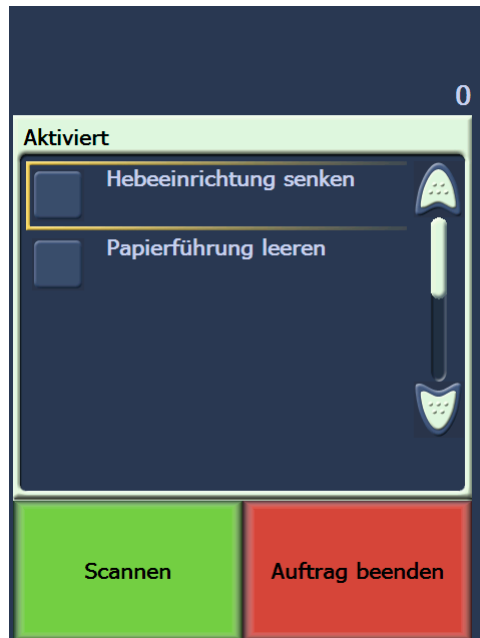 0
Aktiviert
Hebeeinrichtung senken
Papierführung leeren
Scannen
Auftrag beenden